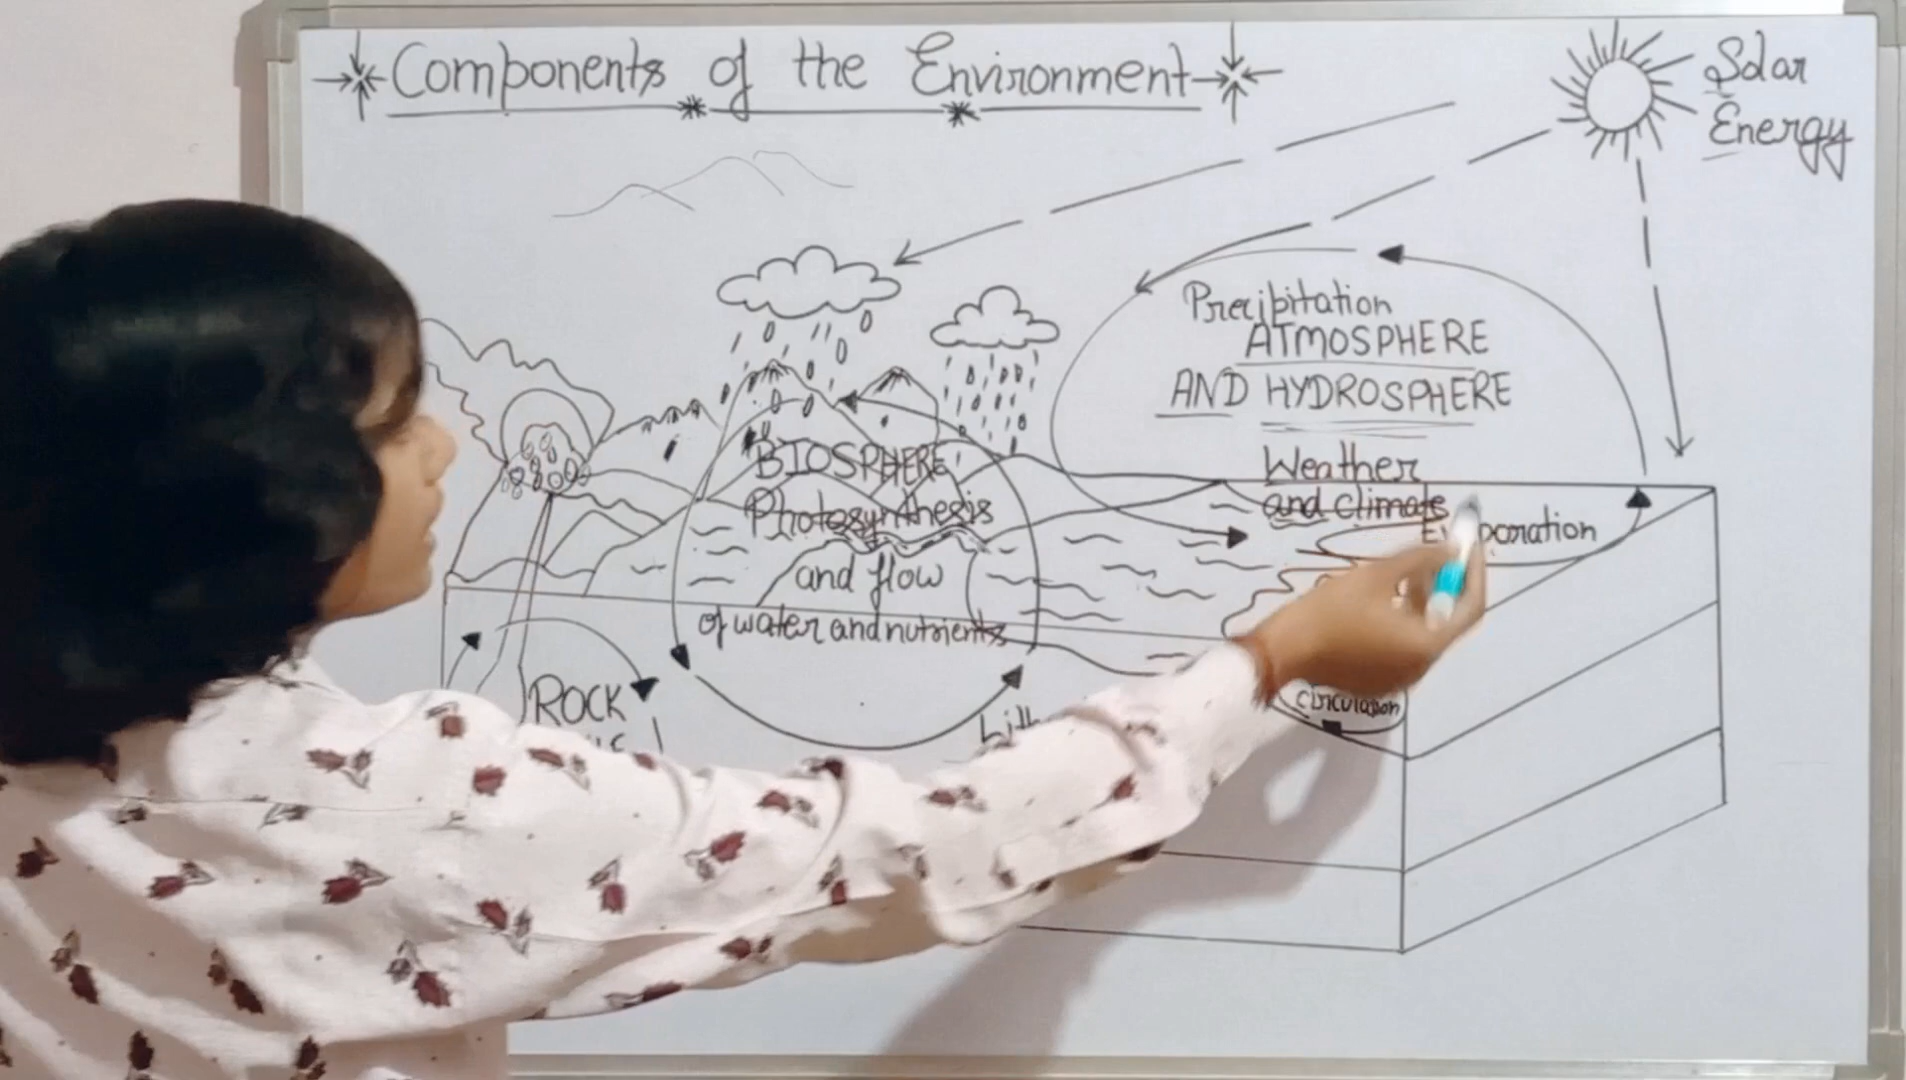 Components of the Environment
Solar
Energy
Precipitation
ATMOSPHERE
AND HYDROSPHERE
Weather
and climate
BIOSPHERE
Photosynthesis
and flow
of water and nutrients
ROCK
circulation